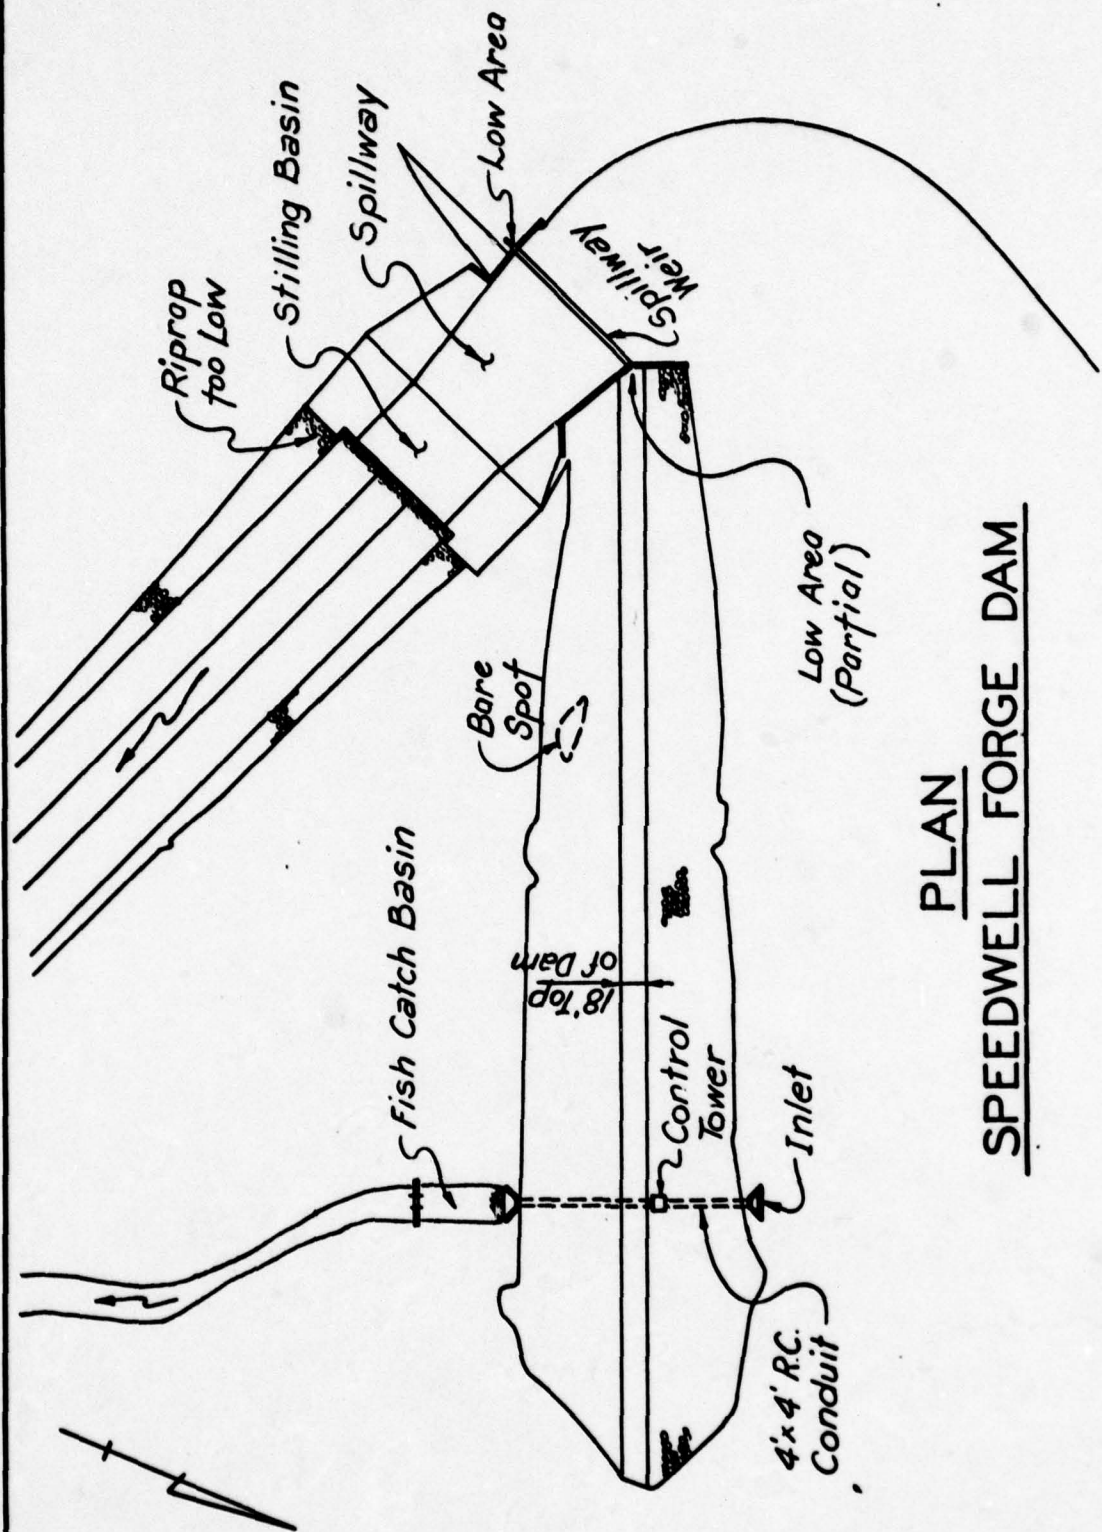 Low Area
Spillway
Stilling Basin
Riprap
too Low
Spillway
Weir
Low Area
(Partial)
Bare
Spot
Fish Catch Basin
18' Top
of Dam
Control
Tower
Inlet
4'x4' R.C.
Conduit
PLAN
SPEEDWELL FORGE DAM